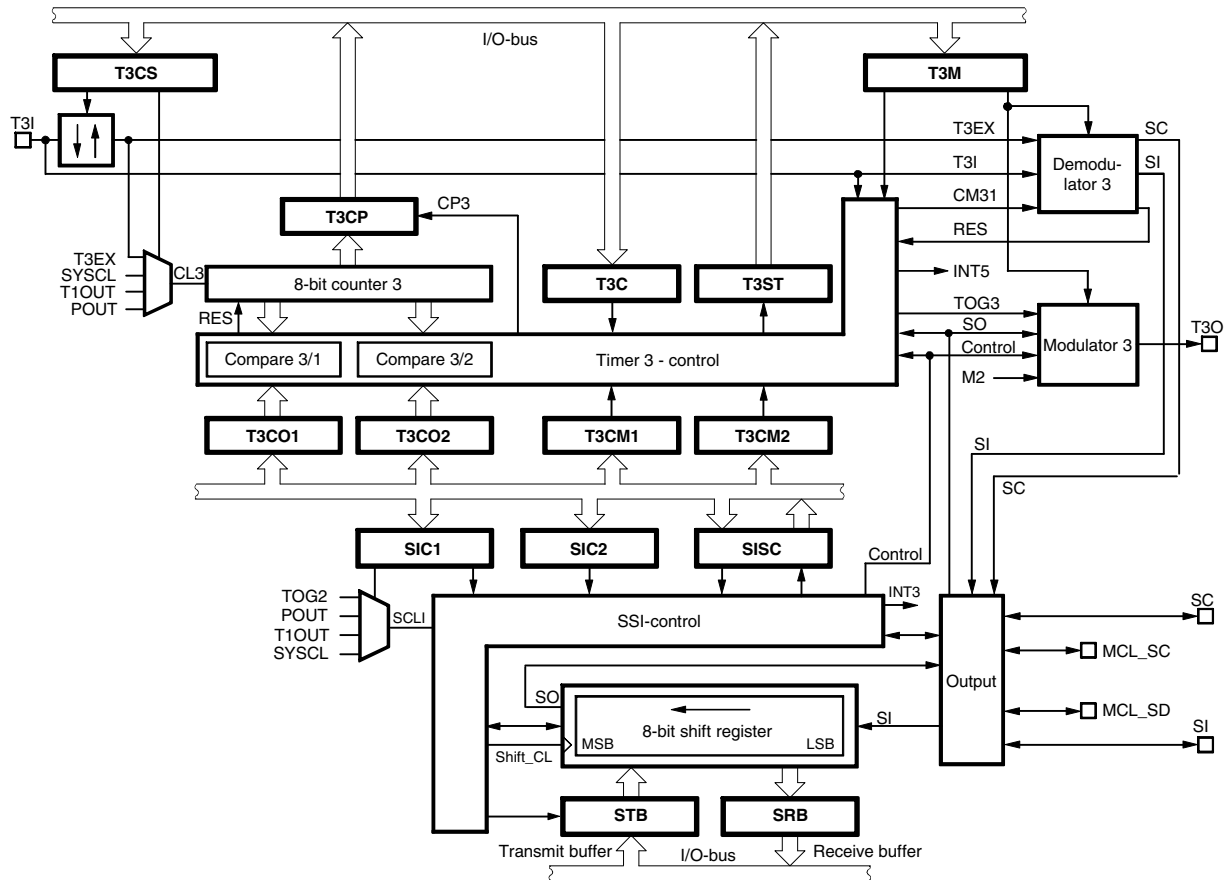 I/O-bus
T3CS
T3M
T3I
T3EX
SC
T3I
SI
Demodu-
lator 3
CP3
CM31
T3CP
RES
T3EX
SYSCL
T1OUT
POUT
CL3
8-bit counter 3
T3C
T3ST
INT5
RES
TOG3
SO
Control
M2
Modulator 3
T3O
Compare 3/1
Compare 3/2
Timer 3 - control
T3CO1
T3CO2
T3CM1
T3CM2
SI
SC
SIC1
SIC2
SISC
Control
TOG2
POUT
T1OUT
SYSCL
SCLI
SSI-control
INT3
SC
MCL_SC
Output
MCL_SD
SI
SO
SI
8-bit shift register
MSB
LSB
Shift_CL
STB
SRB
Transmit buffer
I/O-bus
Receive buffer